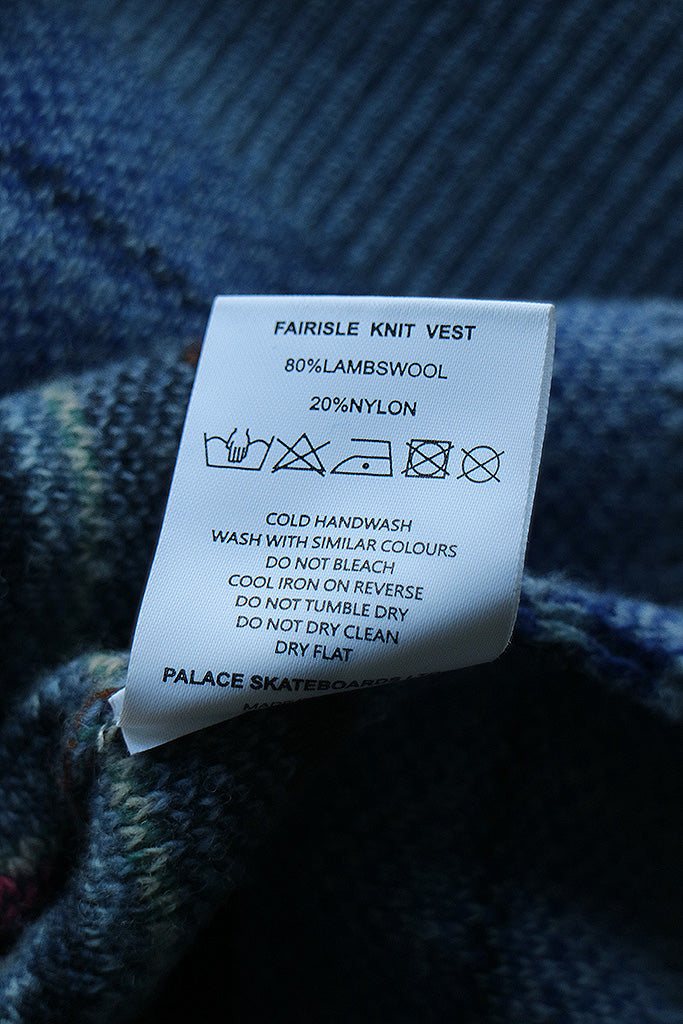 FAIRISLE KNIT VEST
80%LAMBSWOOL
20%NYLON
COLD HANDWASH
WASH WITH SIMILAR COLOURS
DO NOT BLEACH
COOL IRON ON REVERSE
DO NOT TUMBLE DRY
DO NOT DRY CLEAN
DRY FLAT
PALACE SKATEBOARDS
MADE